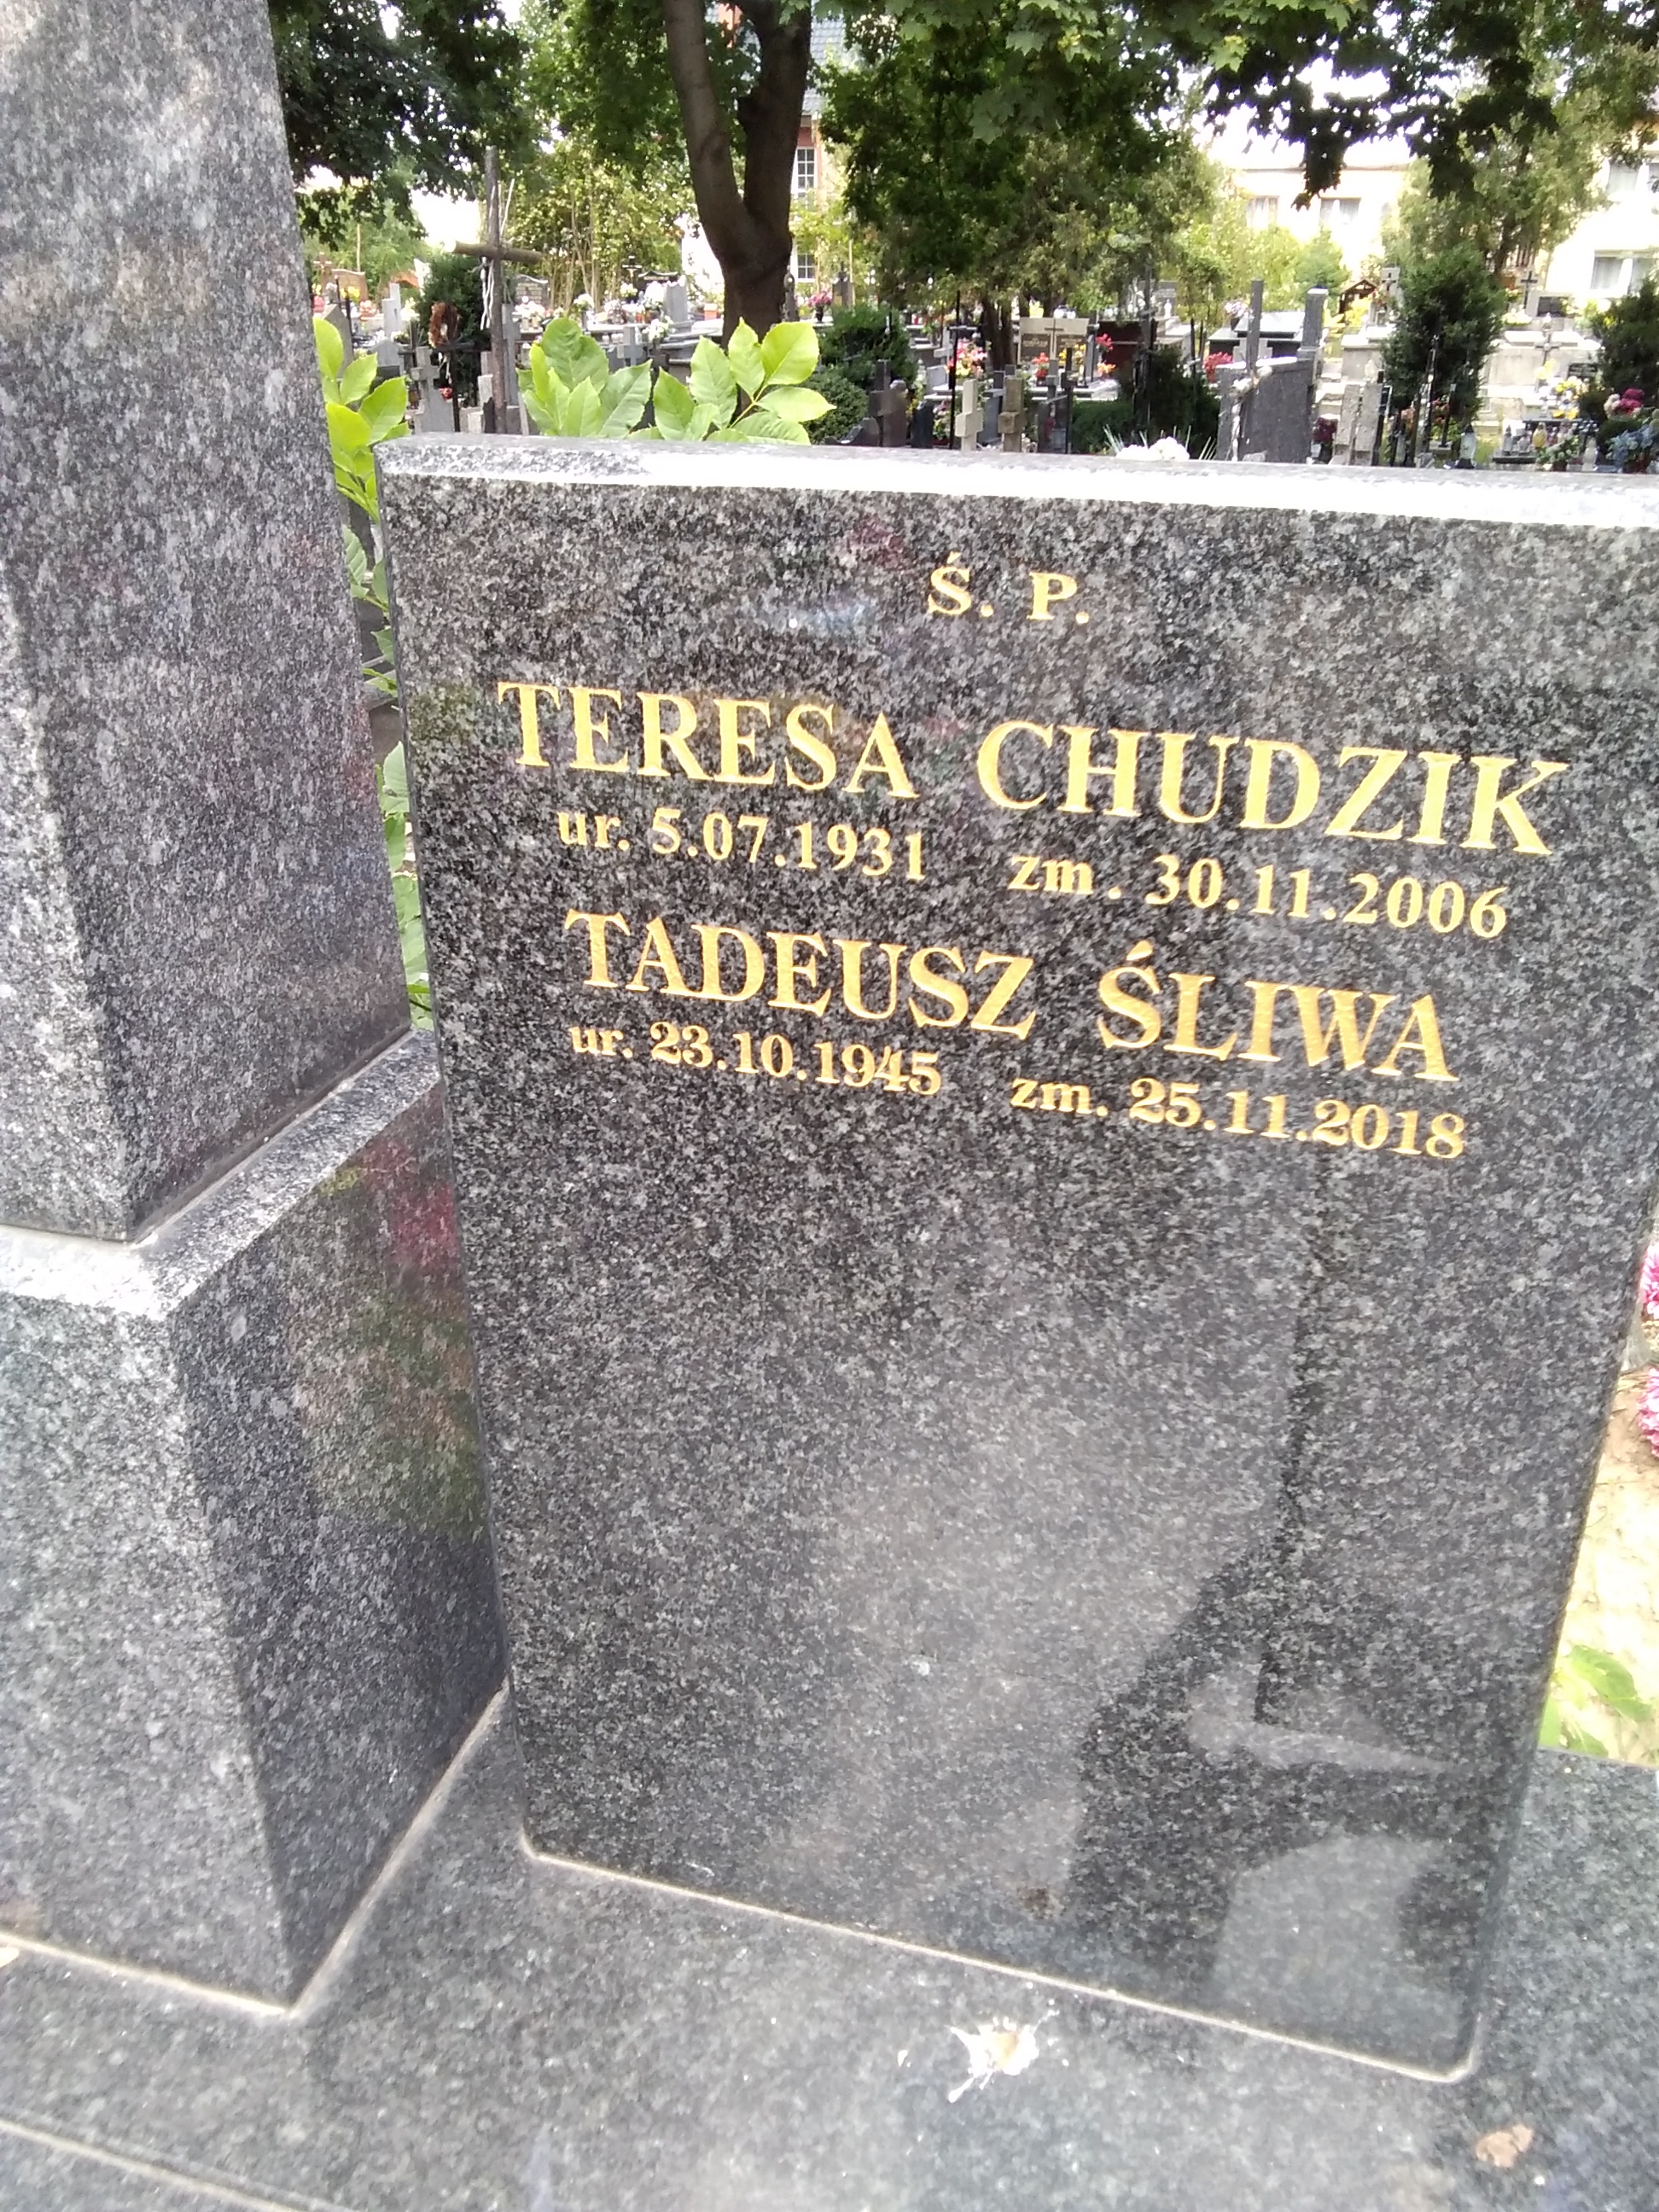 Ś. P.
TERESA CHUDZIK
ur. 5.07.1931 zm. 30.11.2006
TADEUSZ ŚLIWA
ur. 23.10.1945 zm. 25.11.2018